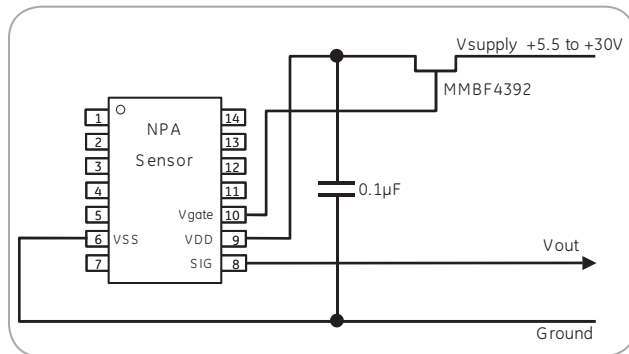 Vsupply +5.5 to +30V
MMBF4392
NPA
Sensor
1
2
3
4
5
6
7
14
13
12
11
Vgate 10
VSS
VDD 9
SIG 8
0.1µF
Vout
Ground